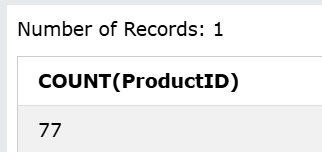 Number of Records: 1
COUNT(ProductID)
77